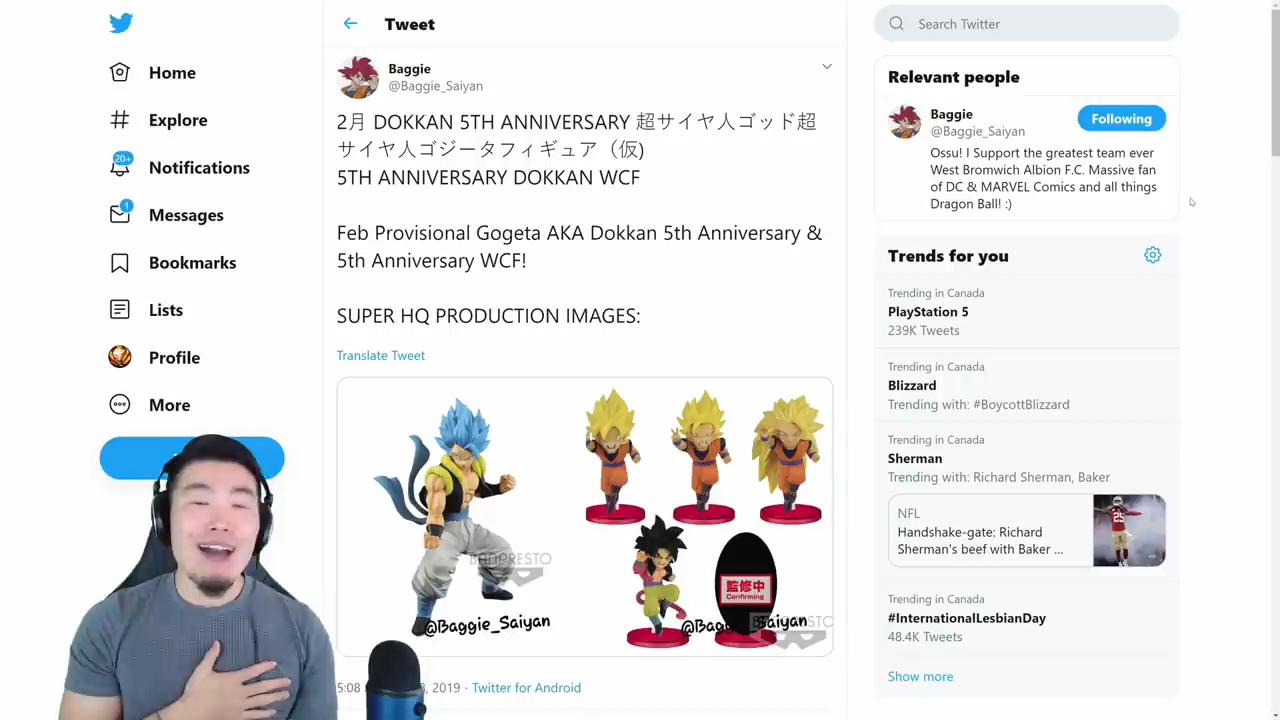 Tweet
Search Twitter
Home
Explore
20+
Notifications
1
Messages
Bookmarks
Lists
Profile
More
Baggie
@Baggie_Saiyan
2月 DOKKAN 5TH ANNIVERSARY 超サイヤ人ゴッド超
サイヤ人ゴジータフィギュア（仮)
5TH ANNIVERSARY DOKKAN WCF
Feb Provisional Gogeta AKA Dokkan 5th Anniversary &
5th Anniversary WCF!
SUPER HQ PRODUCTION IMAGES:
Translate Tweet
BANPRESTO
@Baggie_Saiyan
監修中
Confirming
@Bag Saiyan
5:08
, 2019 · Twitter for Android
Relevant people
Baggie
@Baggie_Saiyan
Following
Ossu! I Support the greatest team ever
West Bromwich Albion F.C. Massive fan
of DC & MARVEL Comics and all things
Dragon Ball! :)
Trends for you
Trending in Canada
PlayStation 5
239K Tweets
Trending in Canada
Blizzard
Trending with: #BoycottBlizzard
Trending in Canada
Sherman
Trending with: Richard Sherman, Baker
NFL
Handshake-gate: Richard
Sherman's beef with Baker ...
25
Trending in Canada
#InternationalLesbianDay
48.4K Tweets
Show more